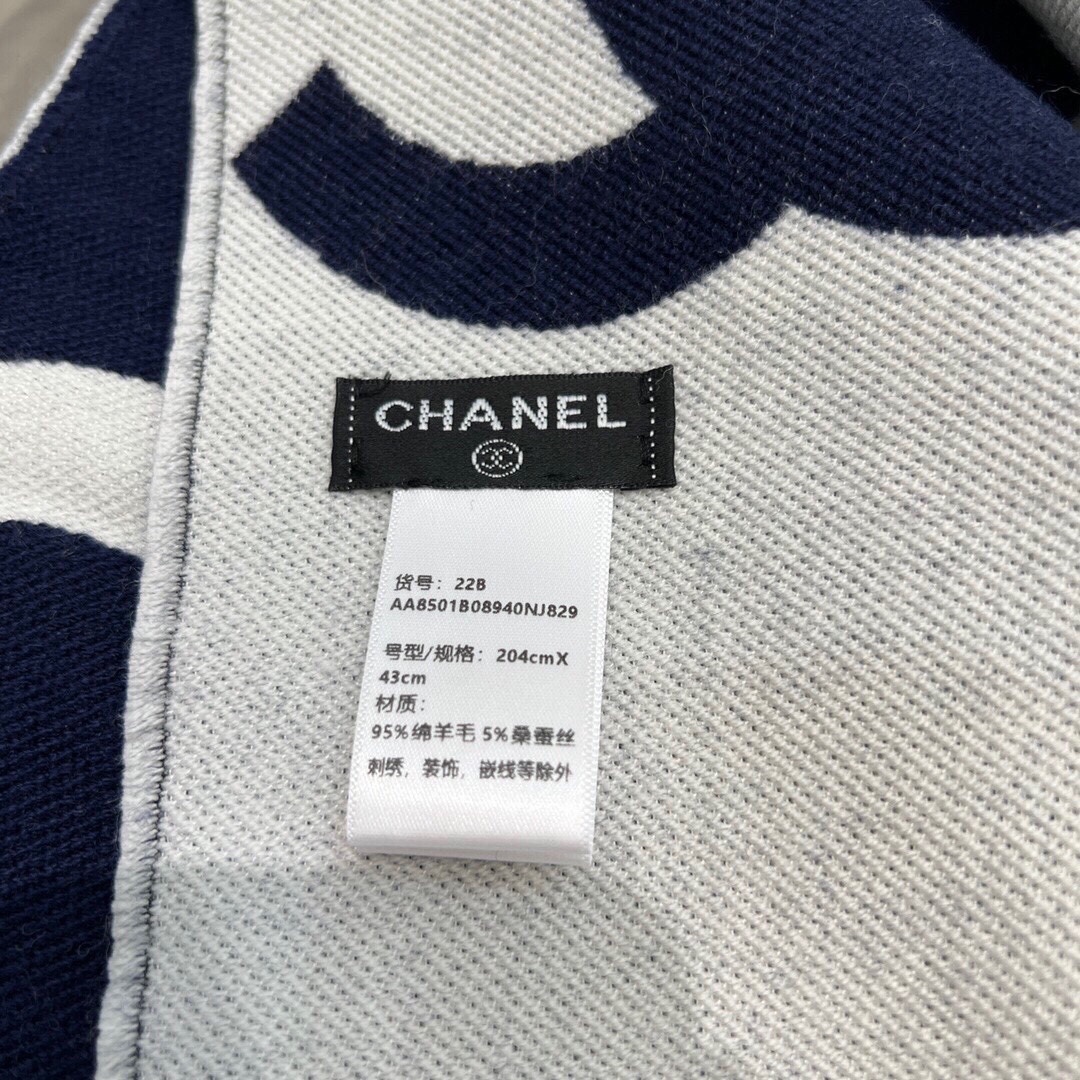 CHANEL
货号：22B
AA8501B08940NJ829
号型/规格：204cmX
43cm
材质：
95%绵羊毛 5%桑蚕丝
刺绣，装饰，嵌线等除外